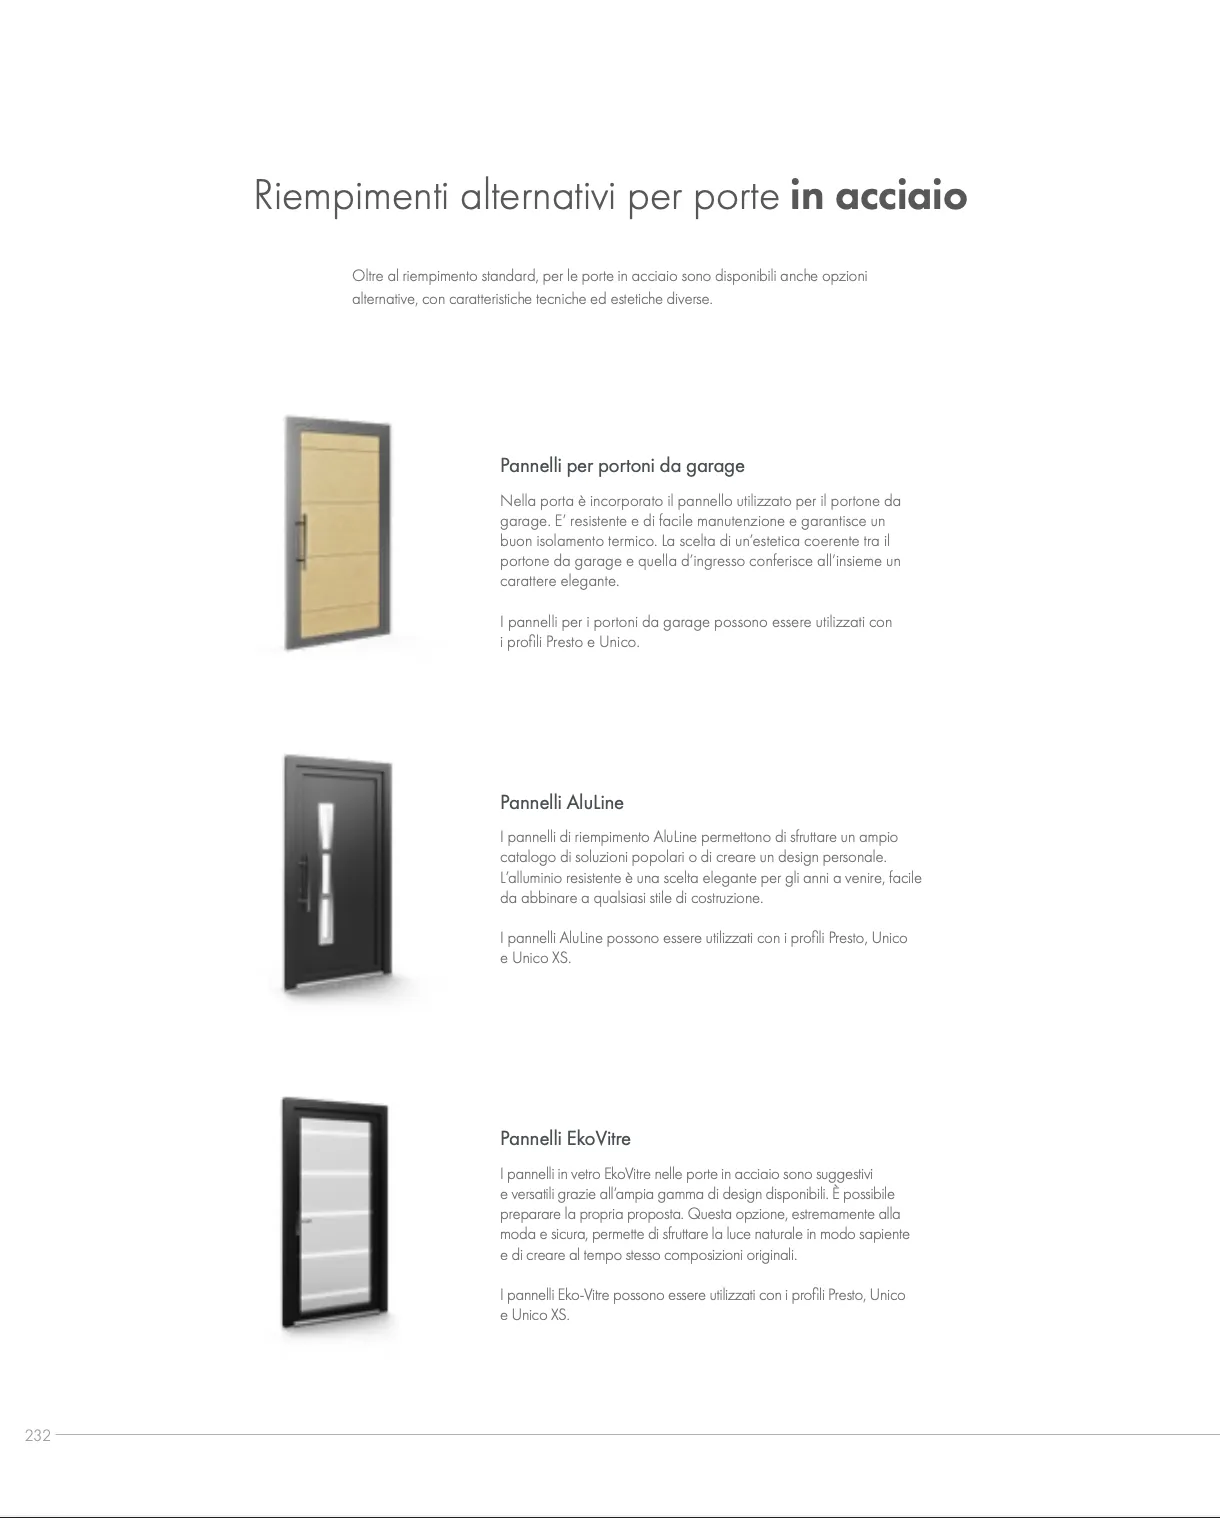 Riempimenti alternativi per porte in acciaio
Oltre al riempimento standard, per le porte in acciaio sono disponibili anche opzioni
alternative, con caratteristiche tecniche ed estetiche diverse.
Pannelli per portoni da garage
Nella porta è incorporato il pannello utilizzato per il portone da
garage. E’ resistente e di facile manutenzione e garantisce un
buon isolamento termico. La scelta di un’estetica coerente tra il
portone da garage e quella d’ingresso conferisce all’insieme un
carattere elegante.
I pannelli per i portoni da garage possono essere utilizzati con
i profili Presto e Unico.
Pannelli AluLine
I pannelli di riempimento AluLine permettono di sfruttare un ampio
catalogo di soluzioni popolari o di creare un design personale.
L’alluminio resistente è una scelta elegante per gli anni a venire, facile
da abbinare a qualsiasi stile di costruzione.
I pannelli AluLine possono essere utilizzati con i profili Presto, Unico
e Unico XS.
Pannelli EkoVitre
I pannelli in vetro EkoVitre nelle porte in acciaio sono suggestivi
e versatili grazie all’ampia gamma di design disponibili. È possibile
preparare la propria proposta. Questa opzione, estremamente alla
moda e sicura, permette di sfruttare la luce naturale in modo sapiente
e di creare al tempo stesso composizioni originali.
I pannelli Eko-Vitre possono essere utilizzati con i profili Presto, Unico
e Unico XS.
232